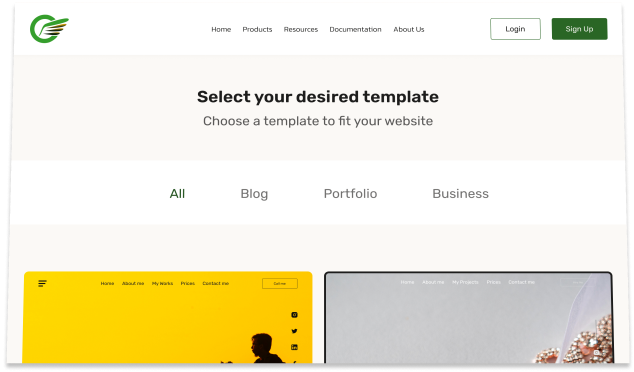 Home Products Resources Documentation About Us Login Sign Up
Select your desired template
Choose a template to fit your website
All Blog Portfolio Business
Home About me My Works Prices Contact me
Home About me My Projects Prices Contact me